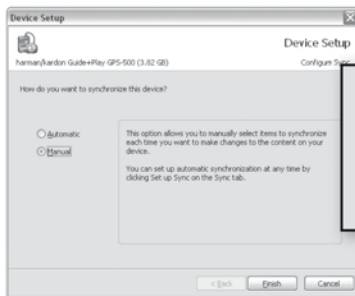 Device Setup
Device Setup
harman/kardon Guide+Play GPS-500 (3.82 GB)
Configure Sync
How do you want to synchronize this device?
Automatic
Manual
This option allows you to manually select items to synchronize
each time you want to make changes to the content on your
device.
You can set up automatic synchronization at any time by
clicking Set up Sync on the Sync tab.
< Back
Finish
Cancel